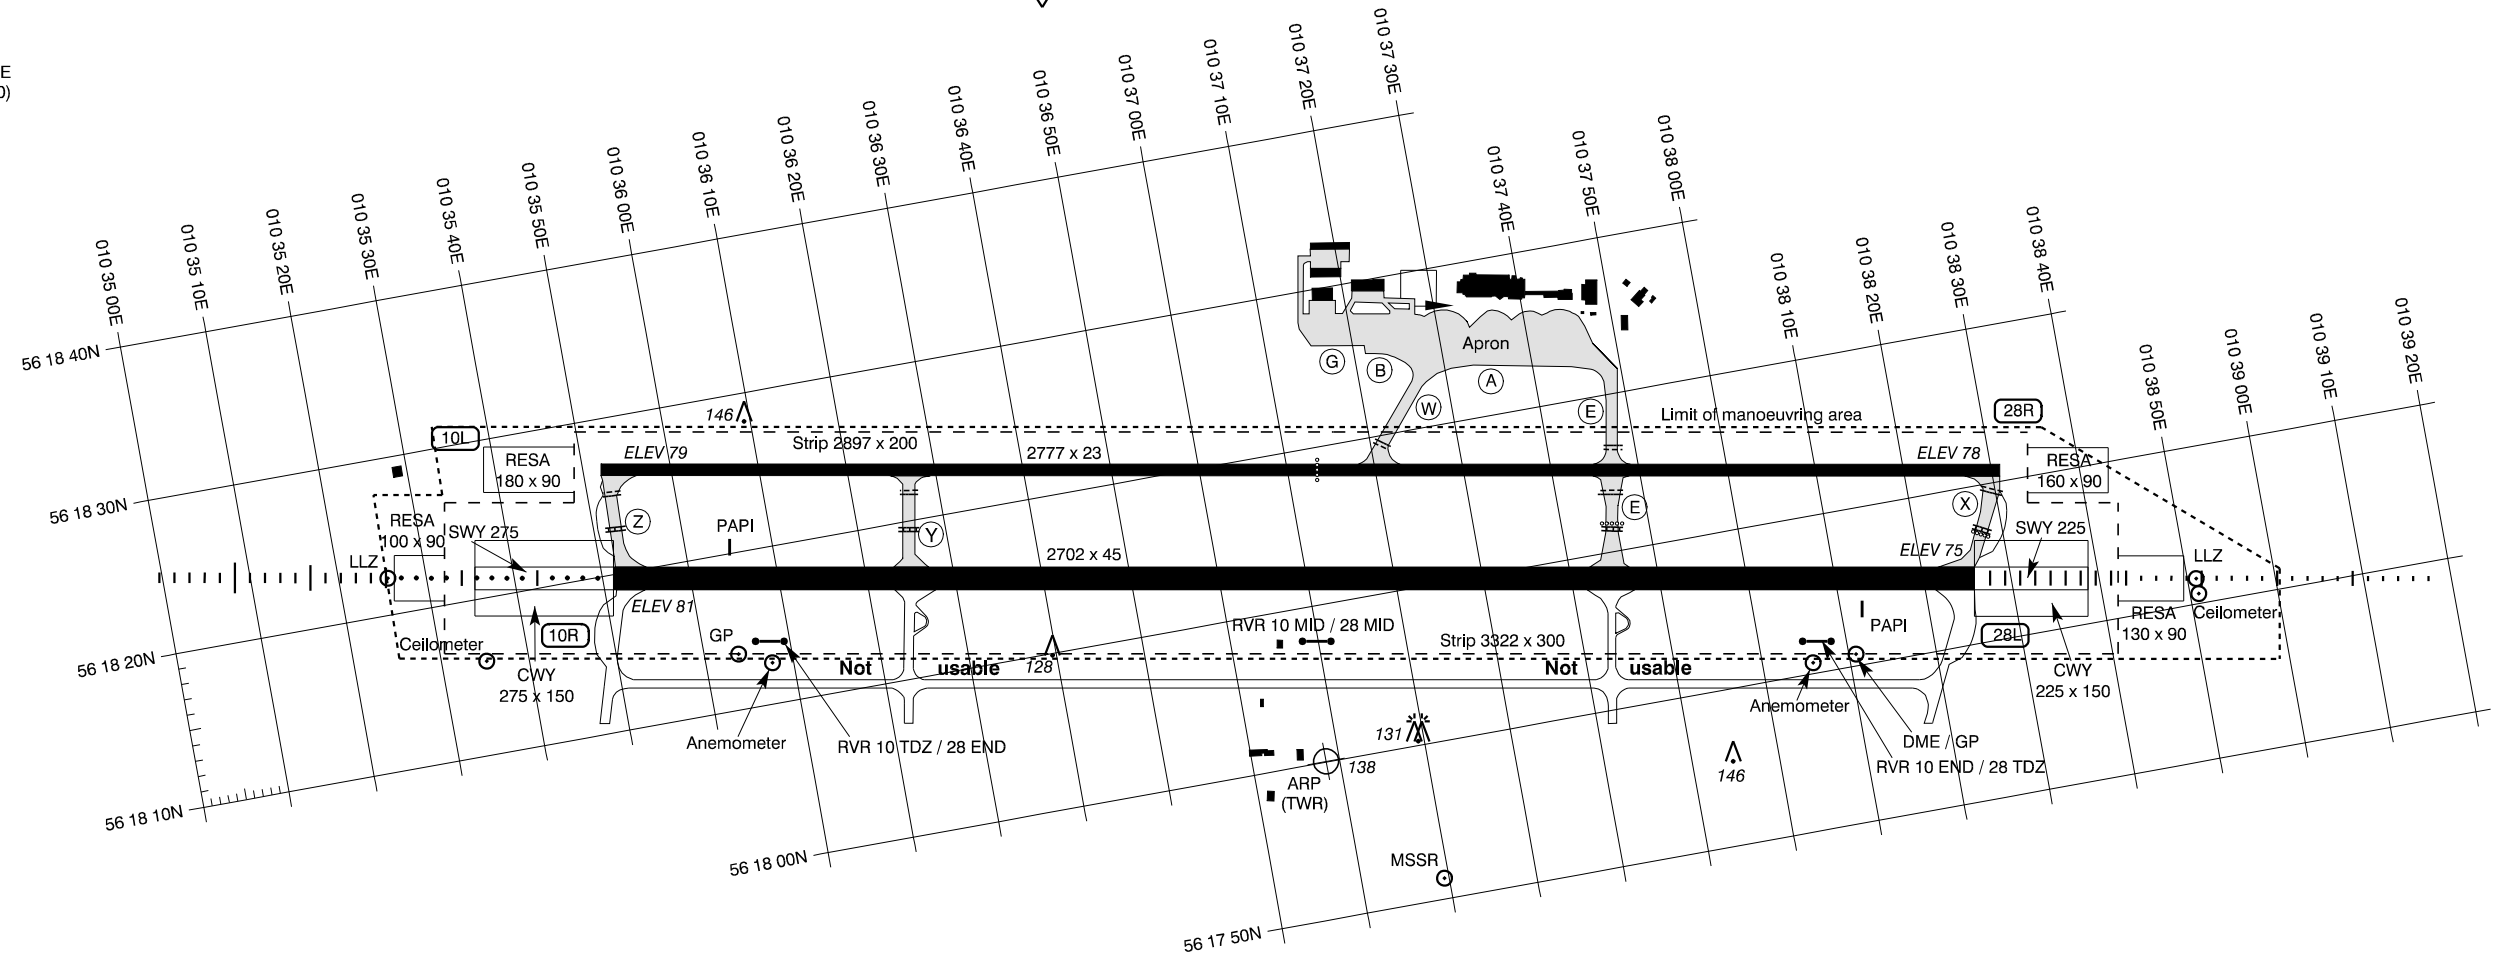 E
0)
010 35 00E
010 35 10E
010 35 20E
010 35 30E
010 35 40E
010 35 50E
010 36 00E
010 36 10E
010 36 20E
010 36 30E
010 36 40E
010 36 50E
010 37 00E
010 37 10E
010 37 20E
010 37 30E
010 37 40E
010 37 50E
010 38 00E
010 38 10E
010 38 20E
010 38 30E
010 38 40E
010 38 50E
010 39 00E
010 39 10E
010 39 20E
56 18 40N
56 18 30N
56 18 20N
56 18 10N
56 18 00N
56 17 50N
Apron
G
B
A
W
E
146
Limit of manoeuvring area
28R
10L
Strip 2897 x 200
ELEV 79
2777 x 23
ELEV 78
RESA
180 x 90
RESA
160 x 90
RESA
100 x 90
SWY 275
Z
PAPI
Y
E
X
SWY 225
LLZ
2702 x 45
ELEV 75
LLZ
ELEV 81
10R
GP
RVR 10 MID / 28 MID
PAPI
RESA
130 x 90
Ceilometer
Ceilometer
Strip 3322 x 300
28L
Not usable
128
Not usable
CWY
275 x 150
CWY
225 x 150
Anemometer
RVR 10 TDZ / 28 END
131
Anemometer
DME / GP
RVR 10 END / 28 TDZ
138
146
ARP
(TWR)
MSSR